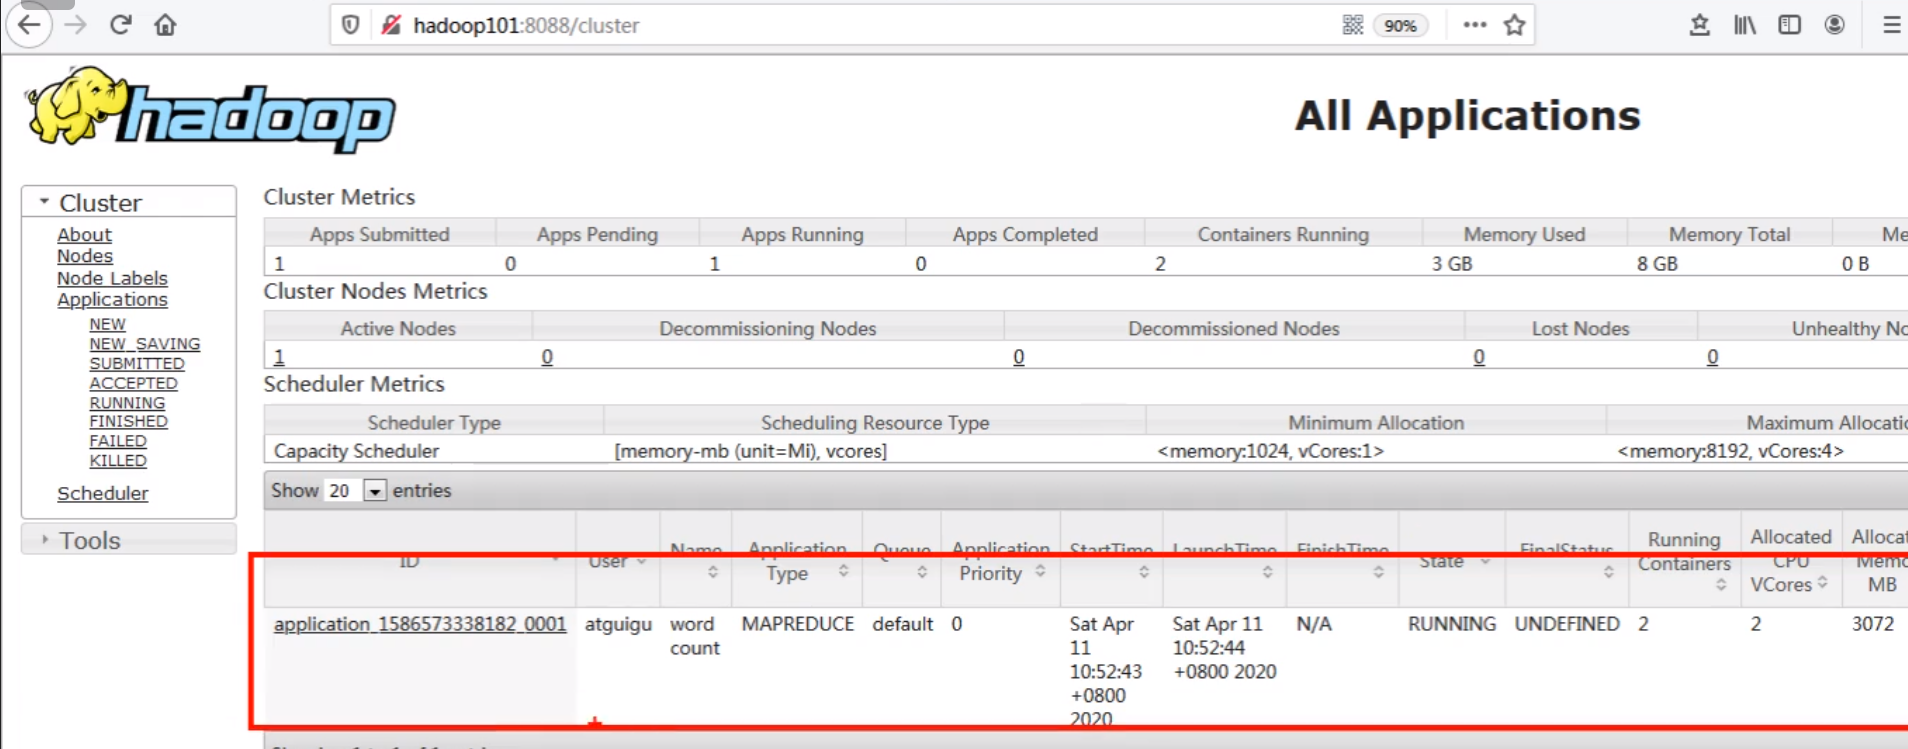 hadoop101:8088/cluster
90%
hadoop
All Applications
Cluster
About
Nodes
Node Labels
Applications
NEW
NEW_SAVING
SUBMITTED
ACCEPTED
RUNNING
FINISHED
FAILED
KILLED
Scheduler
Tools
Cluster Metrics
Apps Submitted Apps Pending Apps Running Apps Completed Containers Running Memory Used Memory Total Me
1 0 1 0 2 3 GB 8 GB 0 B
Cluster Nodes Metrics
Active Nodes Decommissioning Nodes Decommissioned Nodes Lost Nodes Unhealthy No
1 0 0 0 0
Scheduler Metrics
Scheduler Type Scheduling Resource Type Minimum Allocation Maximum Allocatio
Capacity Scheduler [memory-mb (unit=Mi), vcores] <memory:1024, vCores:1> <memory:8192, vCores:4>
Show 20 entries
ID User Name Application Type Queue Application Priority StartTime LaunchTime FinishTime State FinalStatus Running Containers Allocated CPU VCores Allocat Memo MB
application_1586573338182_0001 atguigu word MAPREDUCE default 0 Sat Apr Sat Apr 11 N/A RUNNING UNDEFINED 2 2 3072
count 11 10:52:44
10:52:43 +0800 2020
+0800
2020